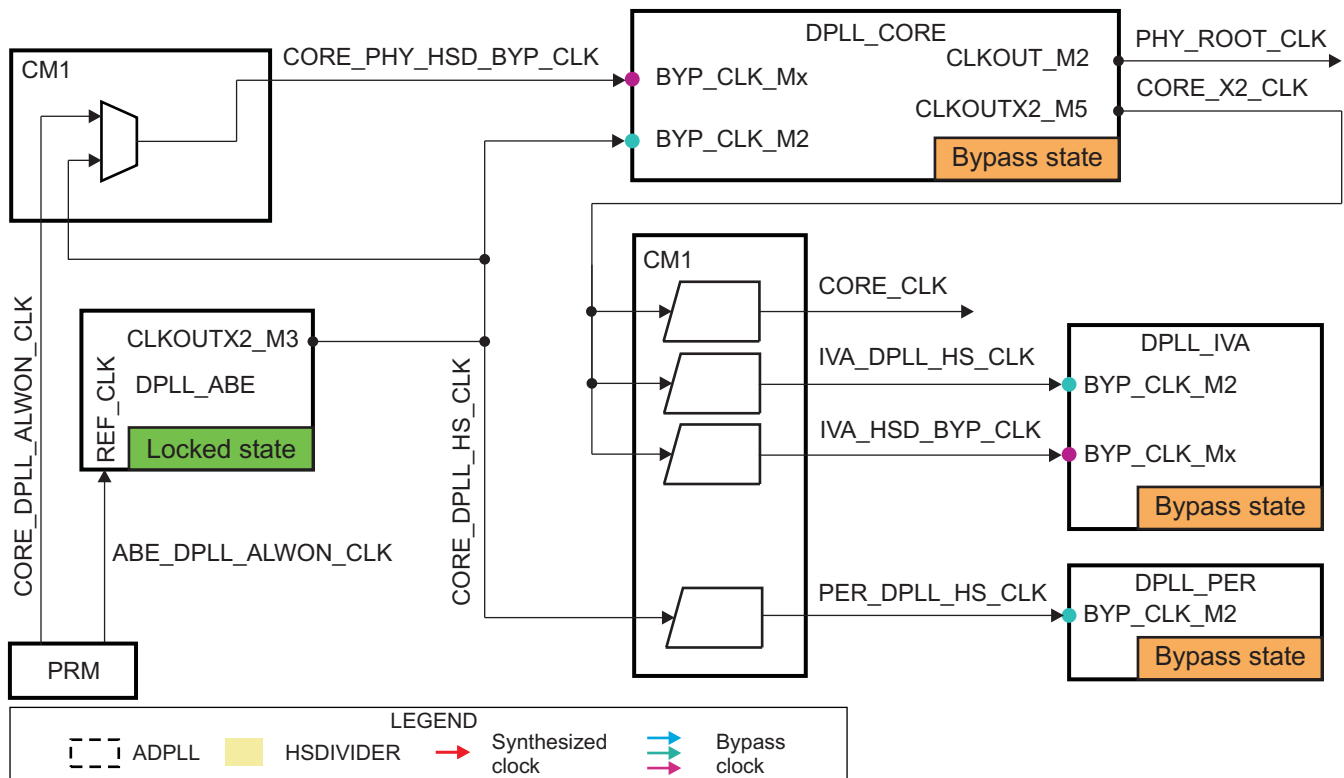 CM1
CORE_PHY_HSD_BYP_CLK
DPLL_CORE
BYP_CLK_Mx
BYP_CLK_M2
CLKOUT_M2
CLKOUTX2_M5
Bypass state
PHY_ROOT_CLK
CORE_X2_CLK
CORE_DPLL_ALWON_CLK
CLKOUTX2_M3
DPLL_ABE
REF_CLK
Locked state
ABE_DPLL_ALWON_CLK
CORE_DPLL_HS_CLK
PRM
CM1
CORE_CLK
IVA_DPLL_HS_CLK
IVA_HSD_BYP_CLK
PER_DPLL_HS_CLK
DPLL_IVA
BYP_CLK_M2
BYP_CLK_Mx
Bypass state
DPLL_PER
BYP_CLK_M2
Bypass state
LEGEND
ADPLL
HSDIVIDER
Synthesized
clock
Bypass
clock